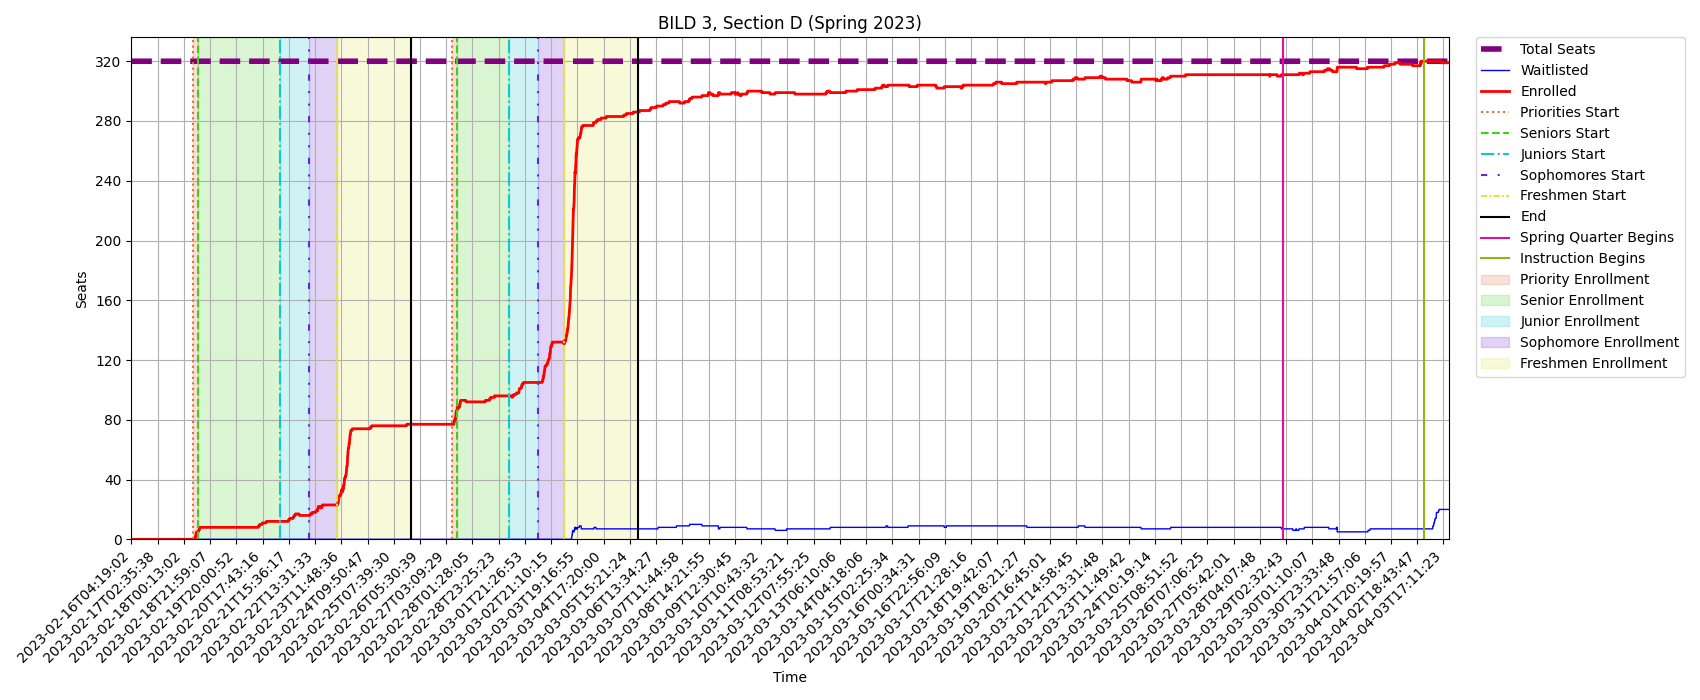 BILD 3, Section D (Spring 2023)
Seats
320
280
240
200
160
120
80
40
0
2023-02-16T04:19:02
2023-02-17T02:35:38
2023-02-18T00:13:02
2023-02-18T21:59:07
2023-02-19T20:00:52
2023-02-20T17:43:16
2023-02-21T15:36:17
2023-02-22T13:31:33
2023-02-23T11:48:36
2023-02-24T09:50:47
2023-02-25T07:39:30
2023-02-26T05:30:39
2023-02-27T03:09:29
2023-02-28T01:28:05
2023-02-28T23:25:23
2023-03-01T21:26:53
2023-03-02T21:10:15
2023-03-03T19:16:55
2023-03-04T17:20:00
2023-03-05T15:21:24
2023-03-06T13:34:27
2023-03-07T11:44:58
2023-03-08T14:21:55
2023-03-09T12:30:45
2023-03-10T10:43:32
2023-03-11T08:53:21
2023-03-12T07:55:25
2023-03-13T06:10:06
2023-03-14T04:18:06
2023-03-15T02:25:34
2023-03-16T00:34:31
2023-03-16T22:56:09
2023-03-17T21:28:16
2023-03-18T19:42:07
2023-03-19T18:21:27
2023-03-20T16:45:01
2023-03-21T14:58:45
2023-03-22T13:31:48
2023-03-23T11:49:42
2023-03-24T10:19:14
2023-03-25T08:51:52
2023-03-26T07:06:25
2023-03-27T05:42:01
2023-03-28T04:07:48
2023-03-29T02:32:43
2023-03-30T01:10:07
2023-03-30T23:33:48
2023-03-31T21:57:06
2023-04-01T20:19:57
2023-04-02T18:43:47
2023-04-03T17:11:23
Time
Total Seats
Waitlisted
Enrolled
Priorities Start
Seniors Start
Juniors Start
Sophomores Start
Freshmen Start
End
Spring Quarter Begins
Instruction Begins
Priority Enrollment
Senior Enrollment
Junior Enrollment
Sophomore Enrollment
Freshmen Enrollment